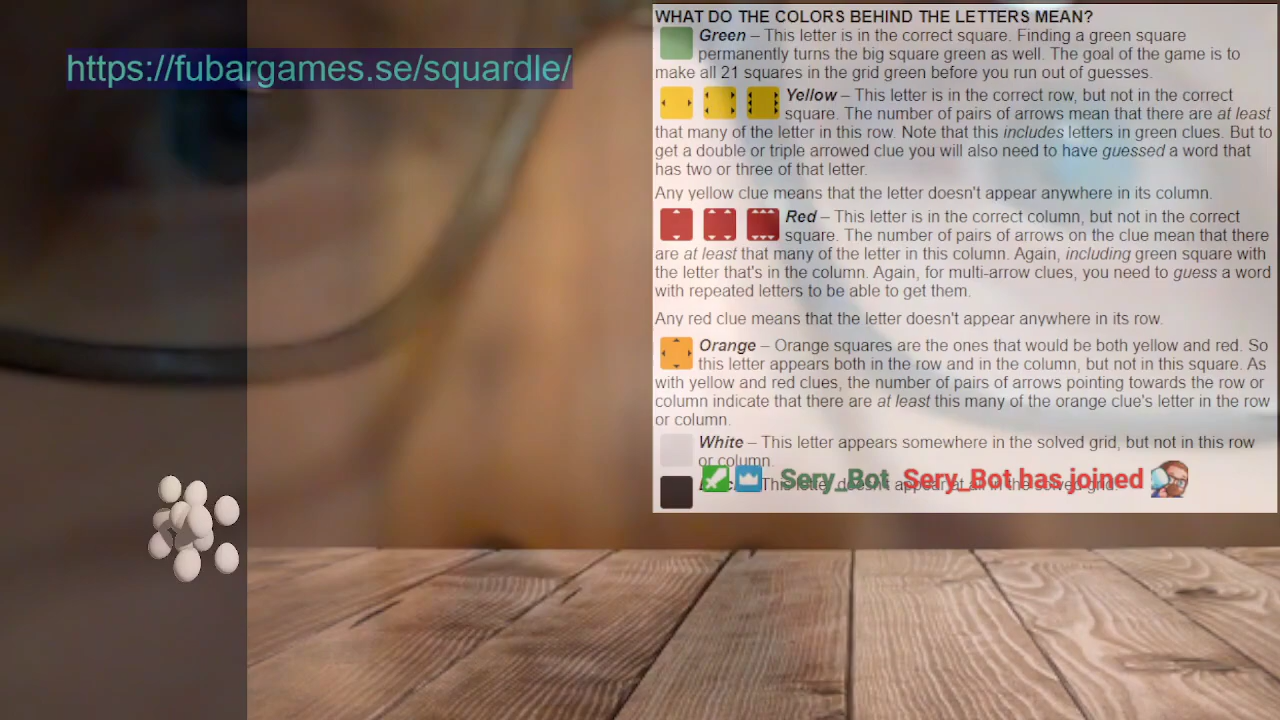 https://fubargames.se/squardle/
WHAT DO THE COLORS BEHIND THE LETTERS MEAN?
Green – This letter is in the correct square. Finding a green square
permanently turns the big square green as well. The goal of the game is to
make all 21 squares in the grid green before you run out of guesses.
Yellow – This letter is in the correct row, but not in the correct
square. The number of pairs of arrows mean that there are at least
that many of the letter in this row. Note that this includes letters in green clues. But to
get a double or triple arrowed clue you will also need to have guessed a word that
has two or three of that letter.
Any yellow clue means that the letter doesn't appear anywhere in its column.
Red – This letter is in the correct column, but not in the correct
square. The number of pairs of arrows on the clue mean that there
are at least that many of the letter in this column. Again, including green square with
the letter that's in the column. Again, for multi-arrow clues, you need to guess a word
with repeated letters to be able to get them.
Any red clue means that the letter doesn't appear anywhere in its row.
Orange – Orange squares are the ones that would be both yellow and red. So
this letter appears both in the row and in the column, but not in this square. As
with yellow and red clues, the number of pairs of arrows pointing towards the row or
column indicate that there are at least this many of the orange clue's letter in the row
or column.
White – This letter appears somewhere in the solved grid, but not in this row
or column.
This letter doesn't appear at all in the solved grid.
Sery_Bot Sery_Bot has joined